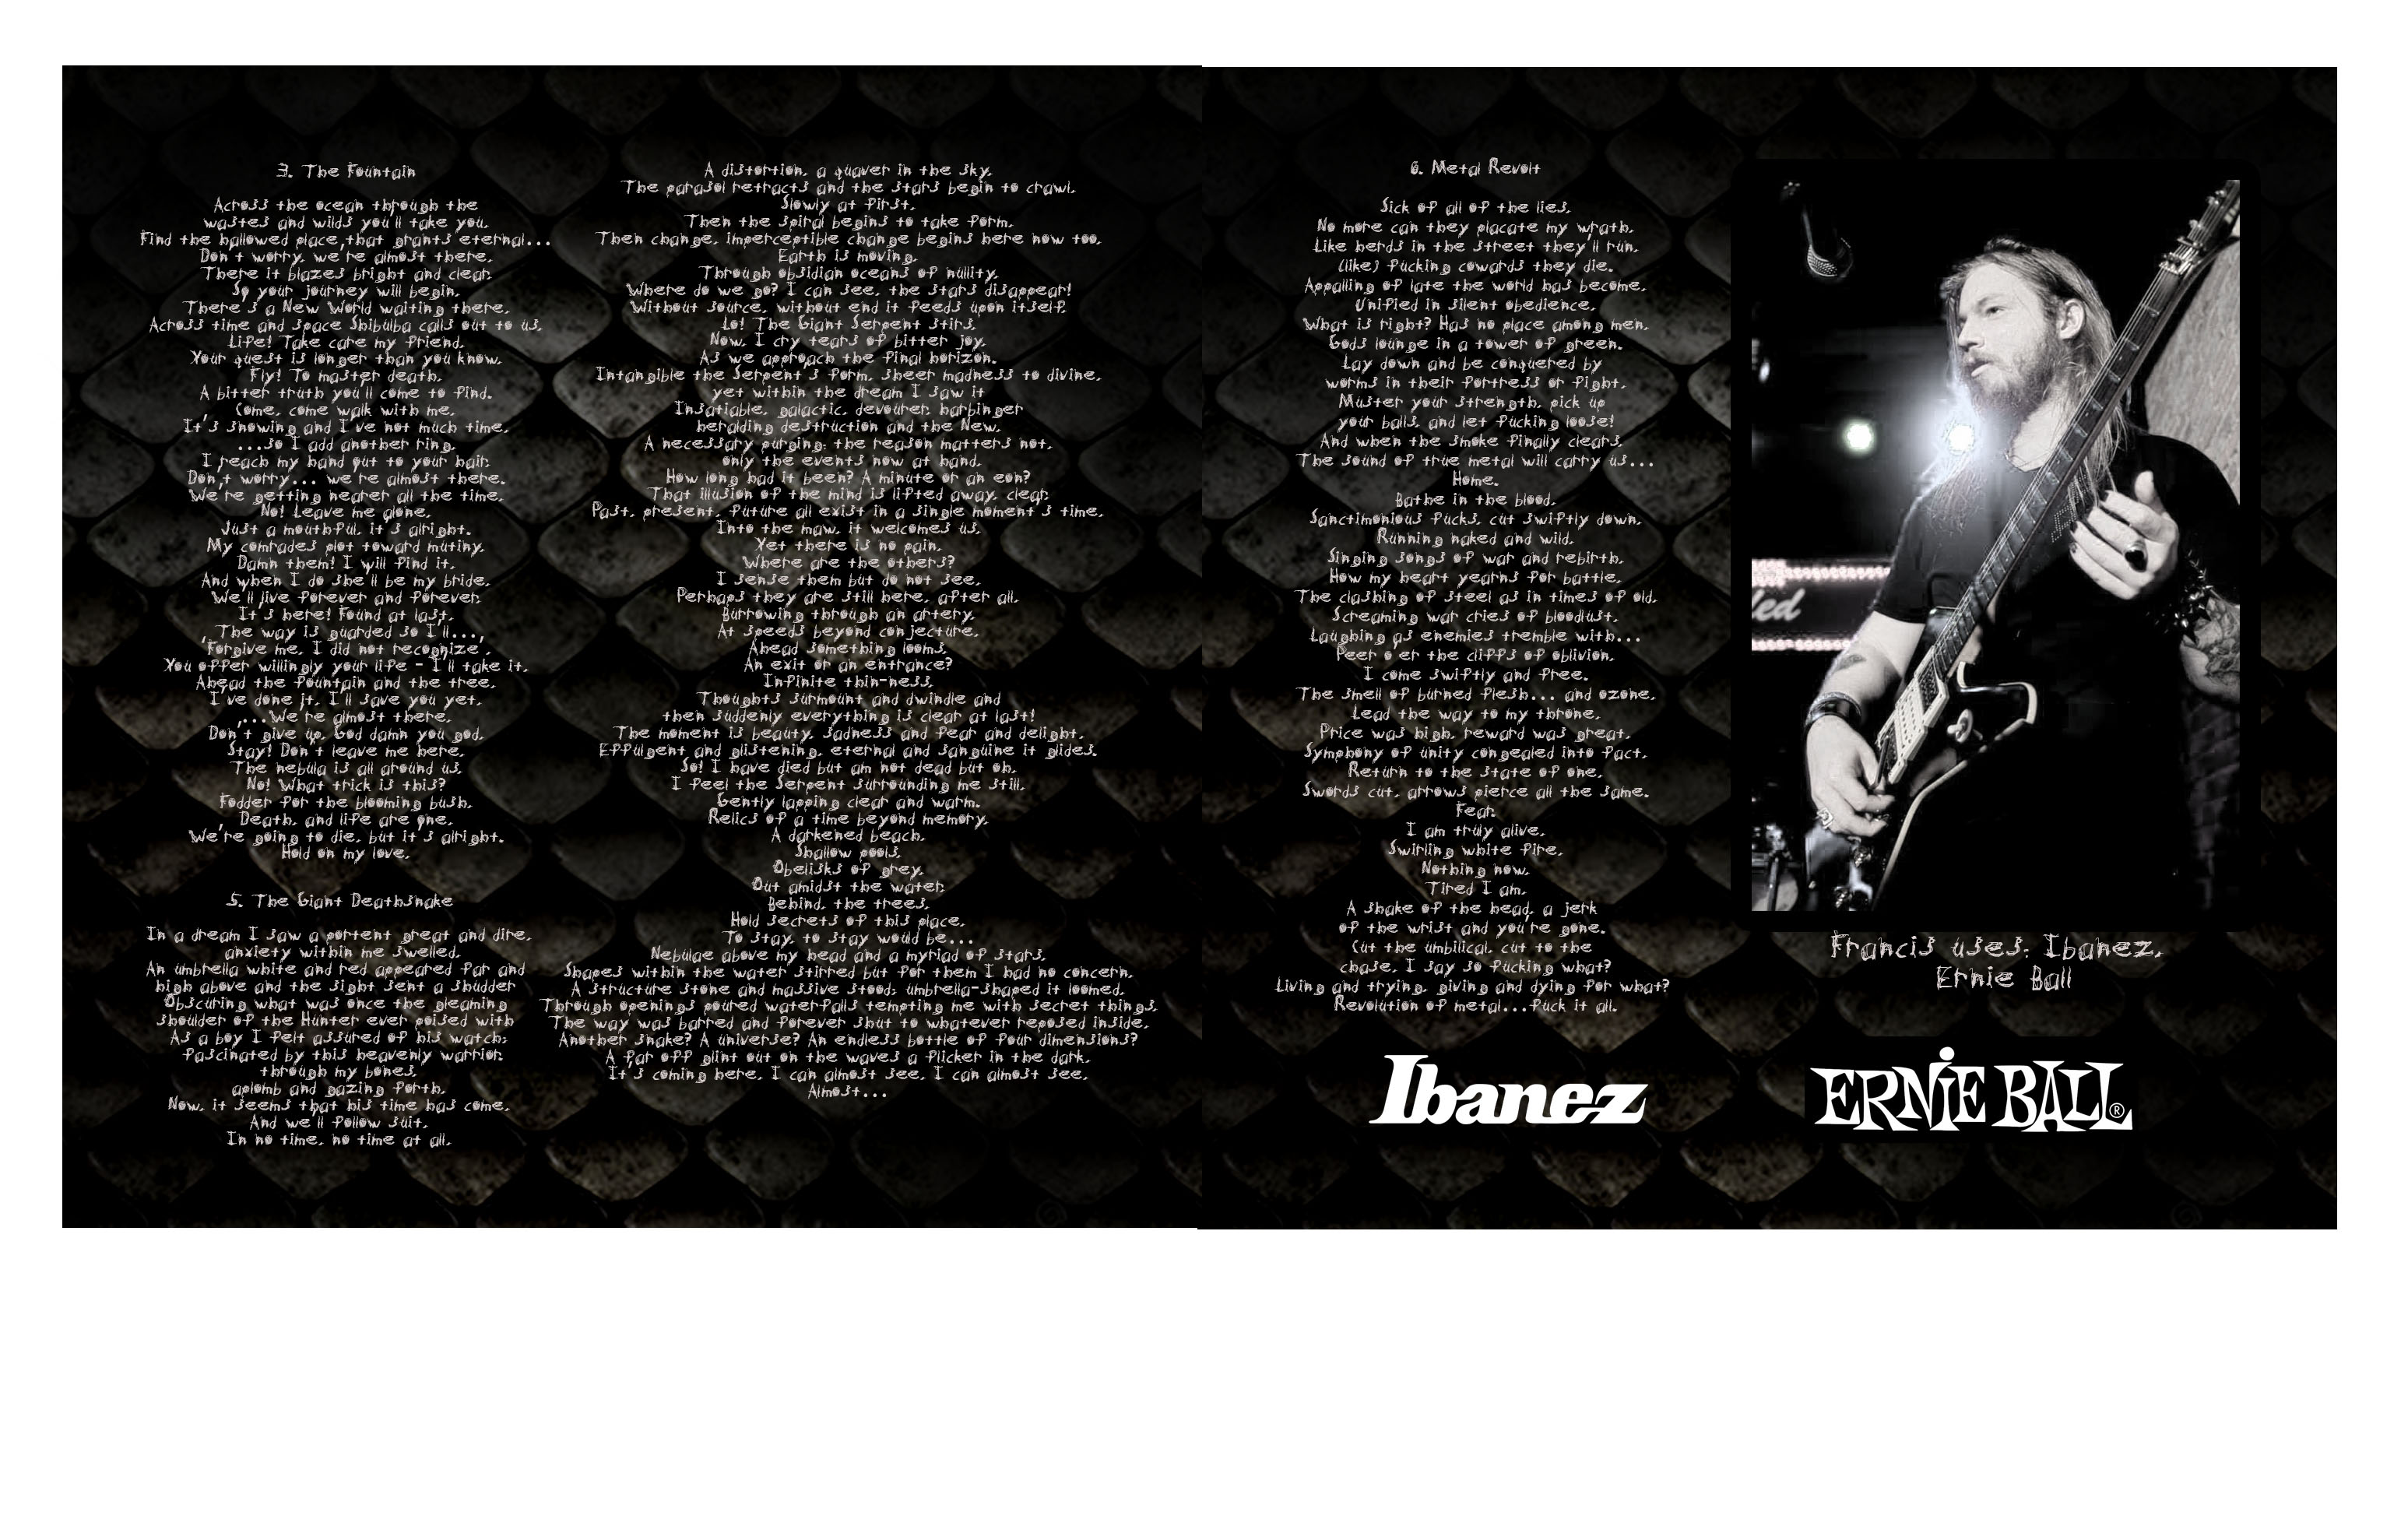 3. The Fountain
Across the ocean through the
wastes and wilds you'll take you.
Find the hallowed place that grants eternal...
Don't worry, we're almost there.
There it blazes bright and clear.
So your journey will begin.
There's a New World waiting there.
Across time and space Shibulba calls out to us.
Life! Take care my friend.
Your quest is longer than you know.
Fly! To master death.
A bitter truth you'll come to find.
Come, come walk with me.
It's snowing and I've not much time.
...so I add another ring.
I reach my hand out to your hair.
Don't worry... we're almost there.
We're getting nearer all the time.
No! Leave me alone.
Just a mouthful, it's alright.
My comrades plot toward mutiny.
Damn them! I will find it.
And when I do she'll be my bride.
We'll live forever and forever.
It's here! Found at last.
'The way is guarded so I'll...'
'Forgive me, I did not recognize'.
You offer willingly your life - I'll take it.
Ahead the fountain and the tree.
I've done it, I'll save you yet.
'...We're almost there.
Don't give up, God damn you god.
Stay! Don't leave me here.
The nebula is all around us.
No! What trick is this?
Fodder for the blooming bush.
'Death, and life are one.
We're going to die, but it's alright.
Hold on my love.
5. The Giant Deathsnake
In a dream I saw a portent great and dire,
anxiety within me swelled.
An umbrella white and red appeared far and
high above and the sight sent a shudder
Obscuring what was once the gleaming
shoulder of the Hunter ever poised with
As a boy I felt assured of his watch;
fascinated by this heavenly warrior.
through my bones.
aplomb and gazing forth.
Now, it seems that his time has come.
And we'll follow suit.
In no time, no time at all.
A distortion, a quaver in the sky.
The parasol retracts and the stars begin to crawl.
Slowly at first.
Then the spiral begins to take form.
Then change, imperceptible change begins here now too.
Earth is moving.
Through obsidian oceans of nullity.
Where do we go? I can see, the stars disappear!
Without source, without end it feeds upon itself.
Lo! The Giant Serpent stirs.
Now, I cry tears of bitter joy.
As we approach the final horizon.
Intangible the Serpent's form, sheer madness to divine,
yet within the dream I saw it
Insatiable, galactic, devourer, harbinger
heralding destruction and the New.
A necessary purging; the reason matters not,
only the events now at hand.
How long had it been? A minute or an eon?
That illusion of the mind is lifted away, clear.
Past, present, future all exist in a single moment's time.
Into the maw, it welcomes us.
Yet there is no pain.
Where are the others?
I sense them but do not see.
Perhaps they are still here, after all.
Burrowing through an artery.
At speeds beyond conjecture.
Ahead something looms.
An exit or an entrance?
Infinite thin-ness.
Thoughts surmount and dwindle and
then suddenly everything is clear at last!
The moment is beauty, sadness and fear and delight.
Effulgent and glistening, eternal and sanguine it glides.
So! I have died but am not dead but oh,
I feel the Serpent surrounding me still.
Gently lapping clear and warm.
Relics of a time beyond memory.
A darkened beach.
Shallow pools.
Obelisks of grey.
Out amidst the water.
Behind, the trees.
Hold secrets of this place.
To stay, to stay would be...
Nebulae above my head and a myriad of stars.
Shapes within the water stirred but for them I had no concern.
A structure stone and massive stood; umbrella-shaped it loomed.
Through openings poured waterfalls tempting me with secret things.
The way was barred and forever shut to whatever reposed inside.
Another snake? A universe? An endless bottle of four dimensions?
A far off glint out on the waves a flicker in the dark.
It's coming here, I can almost see, I can almost see.
Almost...
6. Metal Revolt
Sick of all of the lies.
No more can they placate my wrath.
Like herds in the street they'll run.
(like) fucking cowards they die.
Appalling of late the world has become.
Unified in silent obedience.
What is right? Has no place among men.
Gods lounge in a tower of green.
Lay down and be conquered by
worms in their fortress or fight.
Muster your strength, pick up
your balls, and let fucking loose!
And when the smoke finally clears.
The sound of true metal will carry us...
Home.
Bathe in the blood.
Sanctimonious fucks, cut swiftly down.
Running naked and wild.
Singing songs of war and rebirth.
How my heart yearns for battle.
The clashing of steel as in times of old.
Screaming war cries of bloodlust.
Laughing as enemies tremble with...
Peer o'er the cliffs of oblivion.
I come swiftly and free.
The smell of burned flesh... and ozone.
Lead the way to my throne.
Price was high, reward was great.
Symphony of unity congealed into fact.
Return to the state of one.
Swords cut, arrows pierce all the same.
Fear.
I am truly alive.
Swirling white fire.
Nothing now.
Tired I am.
A shake of the head, a jerk
of the wrist and you're gone.
Cut the umbilical, cut to the
chase, I say so fucking what?
Living and trying, giving and dying for what?
Revolution of metal...fuck it all.
Ibanez
Francis uses: Ibanez,
Ernie Ball
ERNIE BALL®